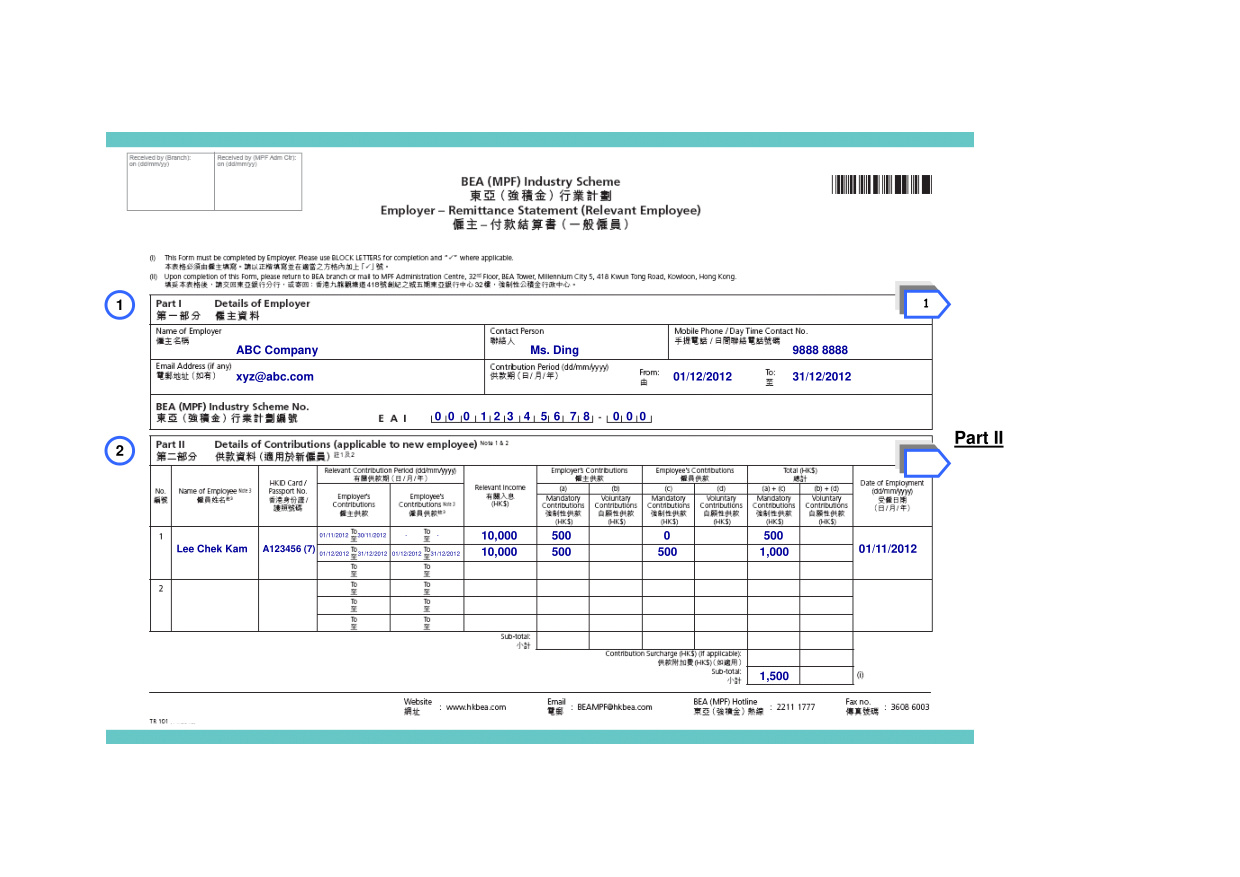 Received by (Branch):
on (dd/mm/yy)
Received by (MPF Adm Ctr):
on (dd/mm/yy)
BEA (MPF) Industry Scheme
東亞（強積金）行業計劃
Employer – Remittance Statement (Relevant Employee)
僱主 – 付款結算書（一般僱員）
(I) This Form must be completed by Employer. Please use BLOCK LETTERS for completion and "✓" where applicable.
本表格必須由僱主填寫。請以正楷填寫並在適當之方格內加上「✓」號。
(II) Upon completion of this Form, please return to BEA branch or mail to MPF Administration Centre, 32nd Floor, BEA Tower, Millennium City 5, 418 Kwun Tong Road, Kowloon, Hong Kong.
填妥本表格後，請交回東亞銀行分行，或寄回：香港九龍觀塘道418號創紀之城五期東亞銀行中心32樓，強制性公積金行政中心。
1
Part I Details of Employer
第一部分 僱主資料
1
Name of Employer
僱主名稱
ABC Company
Contact Person
聯絡人
Ms. Ding
Mobile Phone / Day Time Contact No.
手提電話 / 日間聯絡電話號碼
9888 8888
Email Address (if any)
電郵地址（如有）
xyz@abc.com
Contribution Period (dd/mm/yyyy)
供款期（日/月/年）
From:
由
01/12/2012
To:
至
31/12/2012
BEA (MPF) Industry Scheme No.
東亞（強積金）行業計劃編號
E A I 0 0 0 1 2 3 4 5 6 7 8 - 0 0 0
2
Part II Details of Contributions (applicable to new employee) Note 1 & 2
第二部分 供款資料（適用於新僱員）註1及2
Part II
No.
編號
Name of Employee Note 3
僱員姓名註3
HKID Card /
Passport No.
香港身份證 /
護照號碼
Relevant Contribution Period (dd/mm/yyyy)
有關供款期（日/月/年）
Employer's
Contributions
僱主供款
Employee's
Contributions
僱員供款
Relevant Income
有關入息
(HK$)
Employer's Contributions
僱主供款
(a)
Mandatory
Contributions
強制性供款
(HK$)
(b)
Voluntary
Contributions
自願性供款
(HK$)
Employee's Contributions
僱員供款
(c)
Mandatory
Contributions
強制性供款
(HK$)
(d)
Voluntary
Contributions
自願性供款
(HK$)
Total (HK$)
總計
(a) + (c)
Mandatory
Contributions
強制性供款
(HK$)
(b) + (d)
Voluntary
Contributions
自願性供款
(HK$)
Date of Employment
(dd/mm/yyyy)
受僱日期
（日/月/年）
1
Lee Chek Kam
A123456 (7)
01/11/2012 To 至 30/11/2012 - To 至 - 10,000 500 0 500
01/12/2012 To 至 31/12/2012 01/12/2012 To 至 31/12/2012 10,000 500 500 1,000
01/11/2012
To 至 To 至
2
To 至 To 至
To 至 To 至
To 至 To 至
Sub-total:
小計
Contribution Surcharge (HK$) (if applicable):
供款附加費 (HK$)（如適用）
Sub-total:
小計
1,500
(i)
Website
網址 : www.hkbea.com
Email
電郵 : BEAMPF@hkbea.com
BEA (MPF) Hotline
東亞（強積金）熱線 : 2211 1777
Fax no.
傳真號碼 : 3608 6003